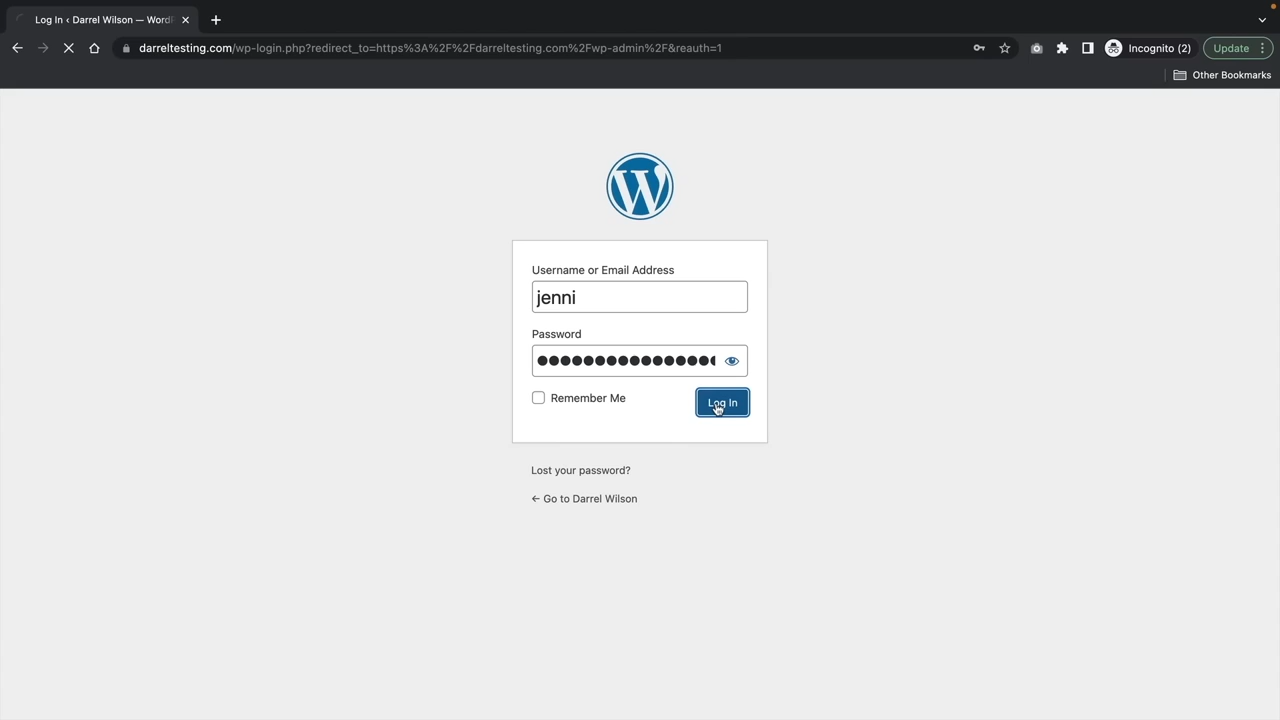 Log In ‹ Darrel Wilson — WordP
darreltesting.com/wp-login.php?redirect_to=https%3A%2F%2Fdarreltesting.com%2Fwp-admin%2F&reauth=1
Incognito (2)
Update
Other Bookmarks
Username or Email Address
jenni
Password
Remember Me
Log In
Lost your password?
← Go to Darrel Wilson